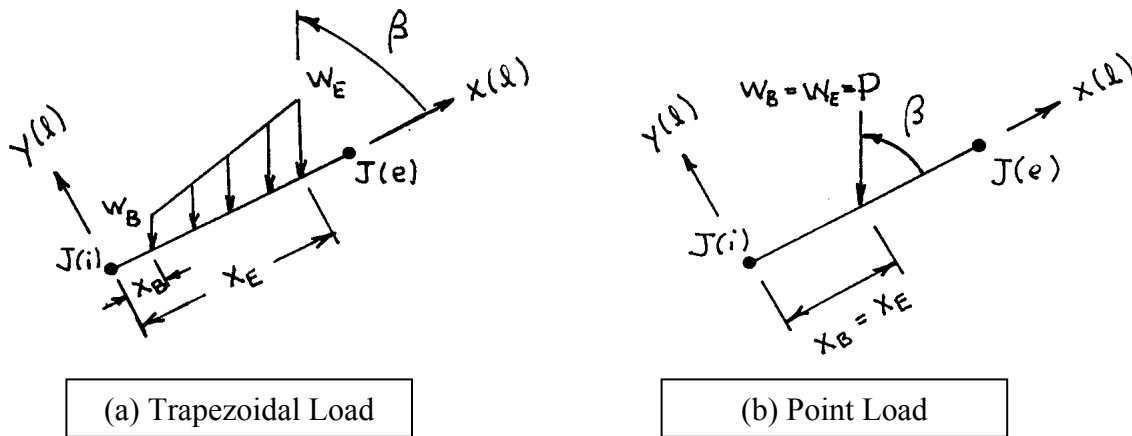 β
W_E
X(l)
Y(l)
J(e)
W_B
J(i)
X_B
X_E
(a) Trapezoidal Load
W_B = W_E = P
β
X(l)
Y(l)
J(e)
J(i)
X_B = X_E
(b) Point Load